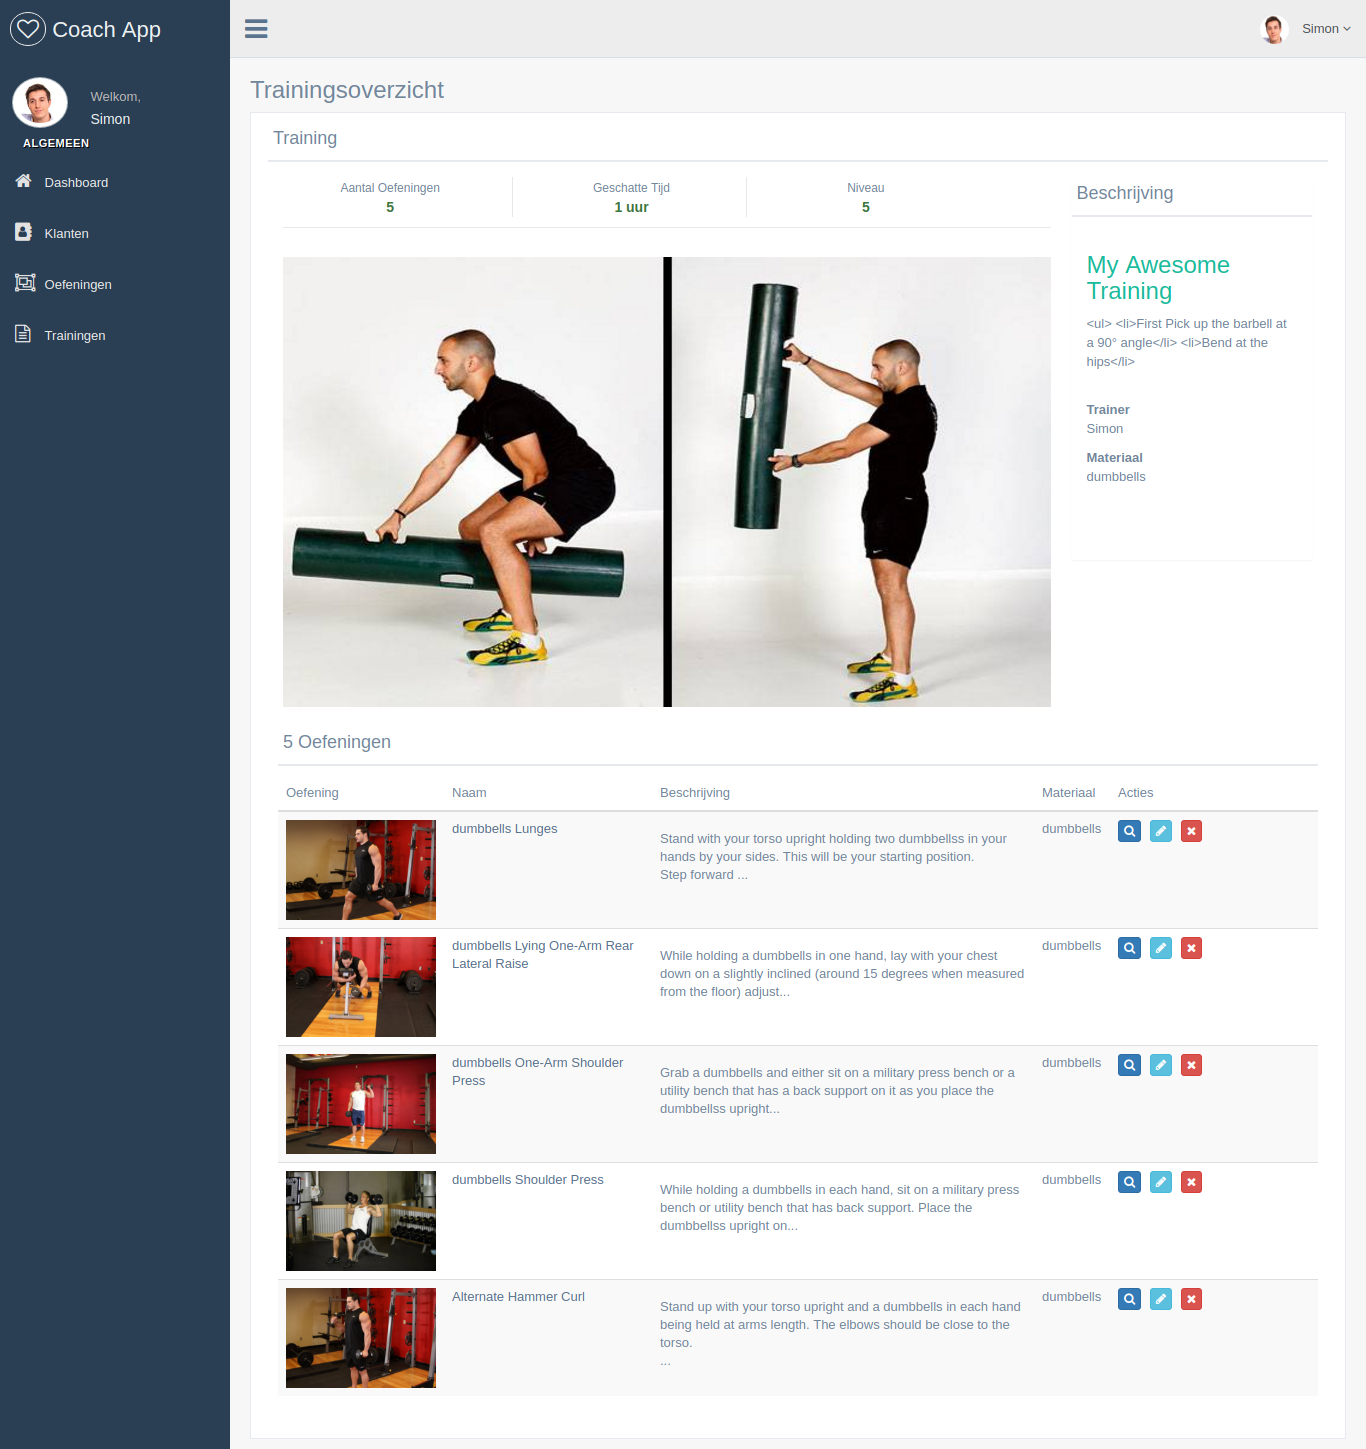 Coach App
Simon
Welkom,
Simon
ALGEMEEN
Dashboard
Klanten
Oefeningen
Trainingen
Trainingsoverzicht
Training
Aantal Oefeningen
5
Geschatte Tijd
1 uur
Niveau
5
Beschrijving
My Awesome
Training
<ul> <li>First Pick up the barbell at
a 90° angle</li> <li>Bend at the
hips</li>
Trainer
Simon
Materiaal
dumbbells
5 Oefeningen
Oefening Naam Beschrijving Materiaal Acties
dumbbells Lunges
Stand with your torso upright holding two dumbbellss in your
hands by your sides. This will be your starting position.
Step forward ...
dumbbells
dumbbells Lying One-Arm Rear
Lateral Raise
While holding a dumbbells in one hand, lay with your chest
down on a slightly inclined (around 15 degrees when measured
from the floor) adjust...
dumbbells
dumbbells One-Arm Shoulder
Press
Grab a dumbbells and either sit on a military press bench or a
utility bench that has a back support on it as you place the
dumbbellss upright...
dumbbells
dumbbells Shoulder Press
While holding a dumbbells in each hand, sit on a military press
bench or utility bench that has back support. Place the
dumbbellss upright on...
dumbbells
Alternate Hammer Curl
Stand up with your torso upright and a dumbbells in each hand
being held at arms length. The elbows should be close to the
torso.
...
dumbbells